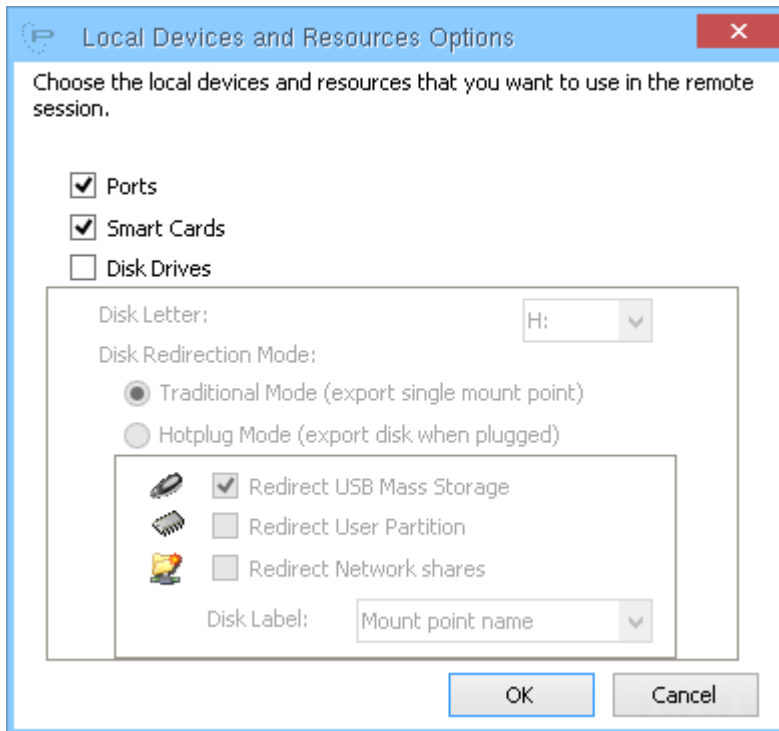 Local Devices and Resources Options
Choose the local devices and resources that you want to use in the remote
session.
Ports
Smart Cards
Disk Drives
Disk Letter: H:
Disk Redirection Mode:
Traditional Mode (export single mount point)
Hotplug Mode (export disk when plugged)
Redirect USB Mass Storage
Redirect User Partition
Redirect Network shares
Disk Label: Mount point name
OK Cancel